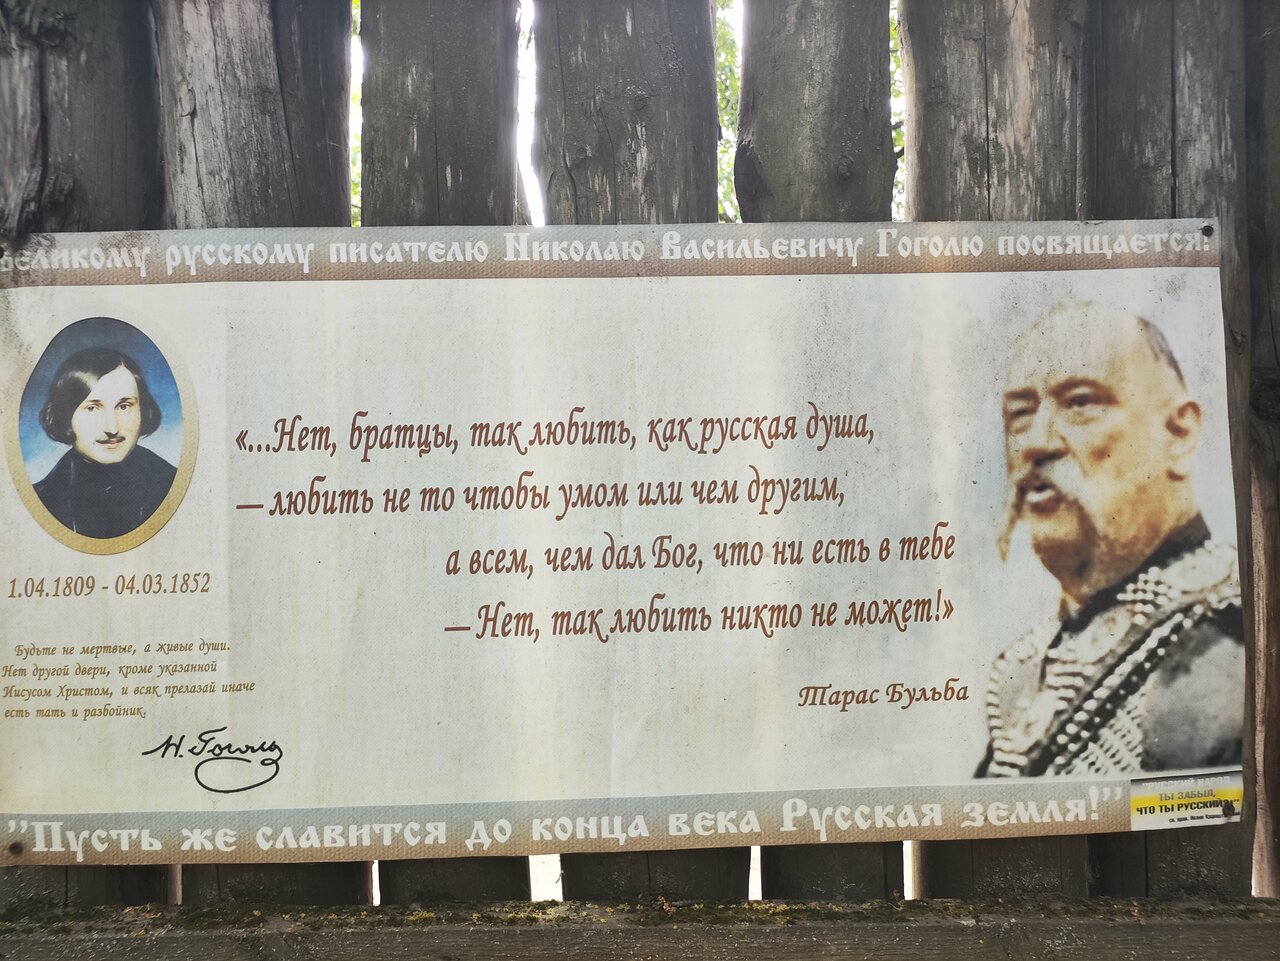 великому русскому писателю Николаю Васильевичу Гоголю посвящается:
«...Нет, братцы, так любить, как русская душа,
— любить не то чтобы умом или чем другим,
а всем, чем дал Бог, что ни есть в тебе
— Нет, так любить никто не может!»
Тарас Бульба
1.04.1809 - 04.03.1852
Будьте не мертвые, а живые души.
Нет другой двери, кроме указанной
Иисусом Христом, и всяк прелазай иначе
есть тать и разбойник.
Н. Гоголь
"Пусть же славится до конца века Русская земля!"
народ
ты забыл,
что ты русский